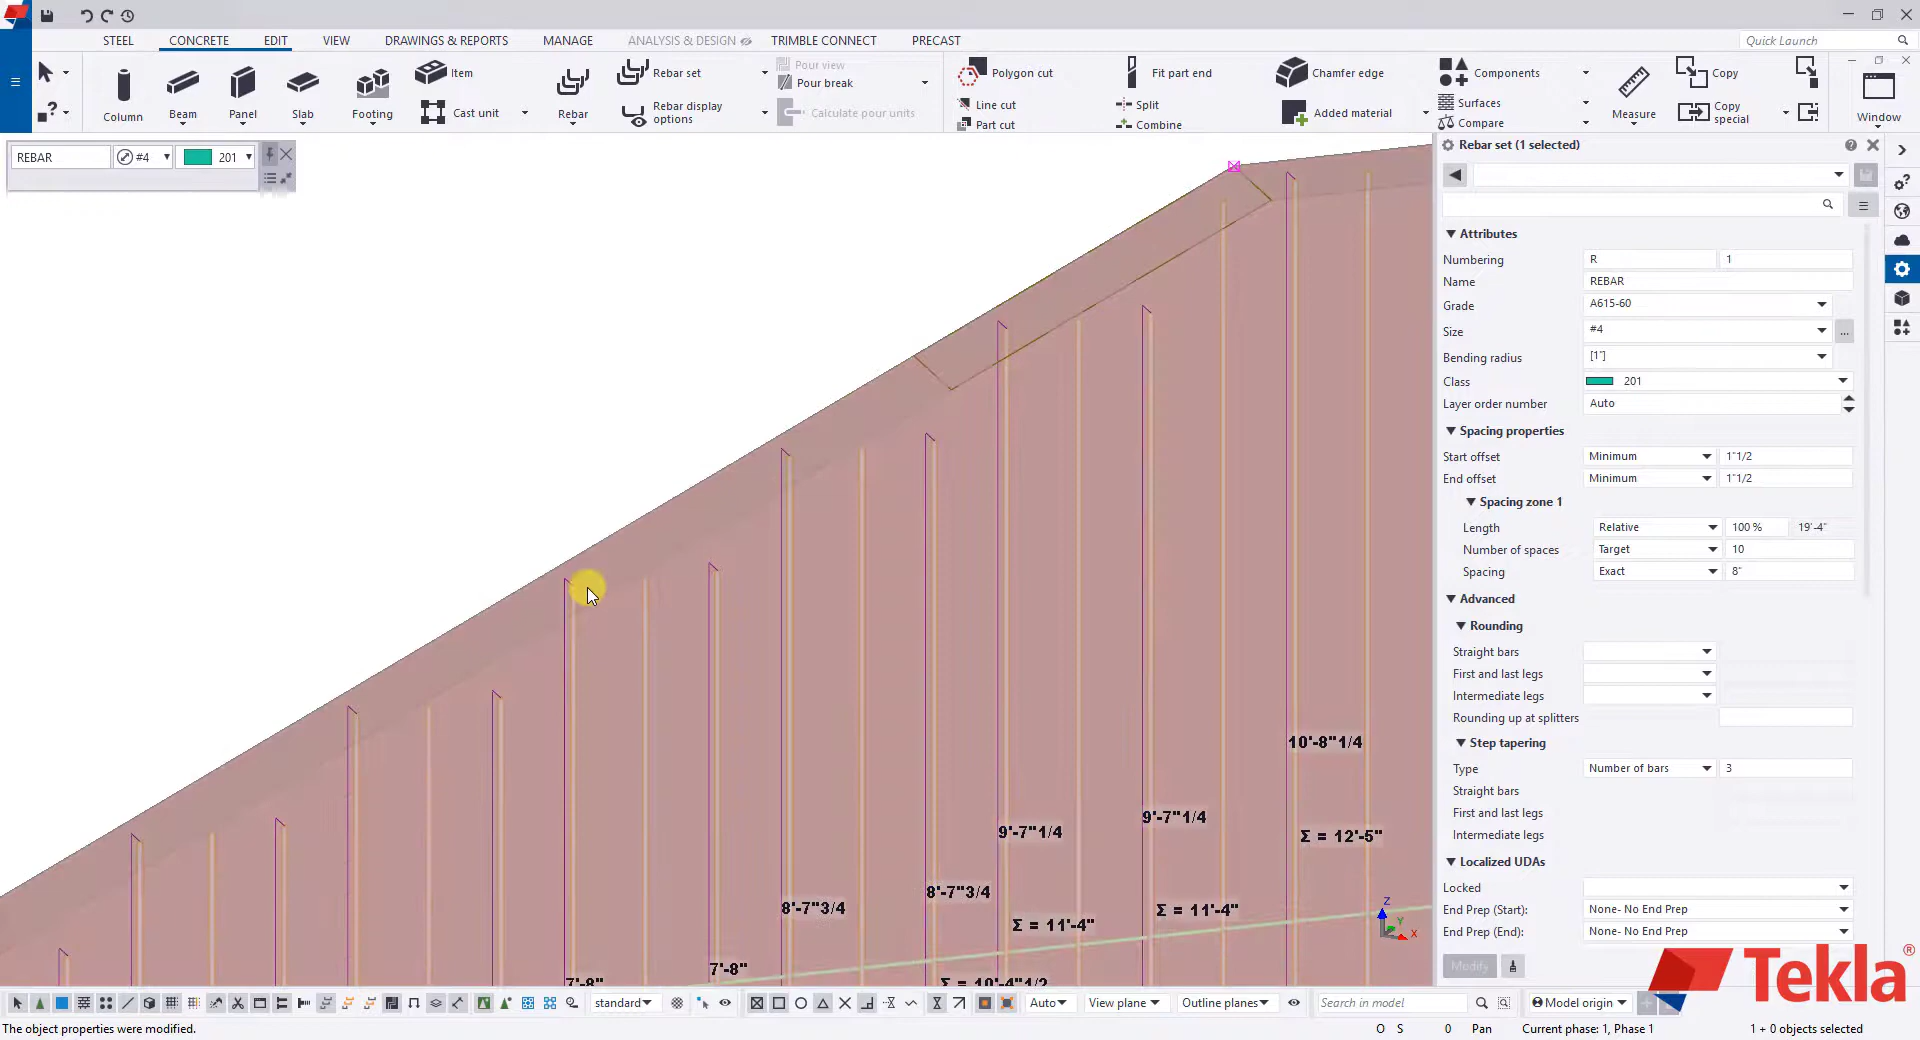 STEEL CONCRETE EDIT VIEW DRAWINGS & REPORTS MANAGE ANALYSIS & DESIGN TRIMBLE CONNECT PRECAST Quick Launch
Column Beam Panel Slab Footing Item Cast unit Rebar Rebar set Rebar display options Pour view Pour break Calculate pour units
Polygon cut Line cut Part cut Fit part end Split Combine Chamfer edge Added material Components Surfaces Compare Measure Copy Copy special Window
REBAR #4 201
Rebar set (1 selected)
Attributes
Numbering R 1
Name REBAR
Grade A615-60
Size #4 ...
Bending radius [1"]
Class 201
Layer order number Auto
Spacing properties
Start offset Minimum 1"1/2
End offset Minimum 1"1/2
Spacing zone 1
Length Relative 100 % 19'-4"
Number of spaces Target 10
Spacing Exact 8"
Advanced
Rounding
Straight bars
First and last legs
Intermediate legs
Rounding up at splitters
Step tapering
Type Number of bars 3
Straight bars
First and last legs
Intermediate legs
Localized UDAs
Locked
End Prep (Start): None- No End Prep
End Prep (End): None- No End Prep
Modify
10'-8"1/4
9'-7"1/4
9'-7"1/4
Σ = 12'-5"
8'-7"3/4
8'-7"3/4
Σ = 11'-4"
Σ = 11'-4"
7'-8"
7'-8"
Σ = 10'-4"1/2
Z
Y
X
Tekla®
standard Auto View plane Outline planes Search in model Model origin
The object properties were modified. O S 0 Pan Current phase: 1, Phase 1 1 + 0 objects selected